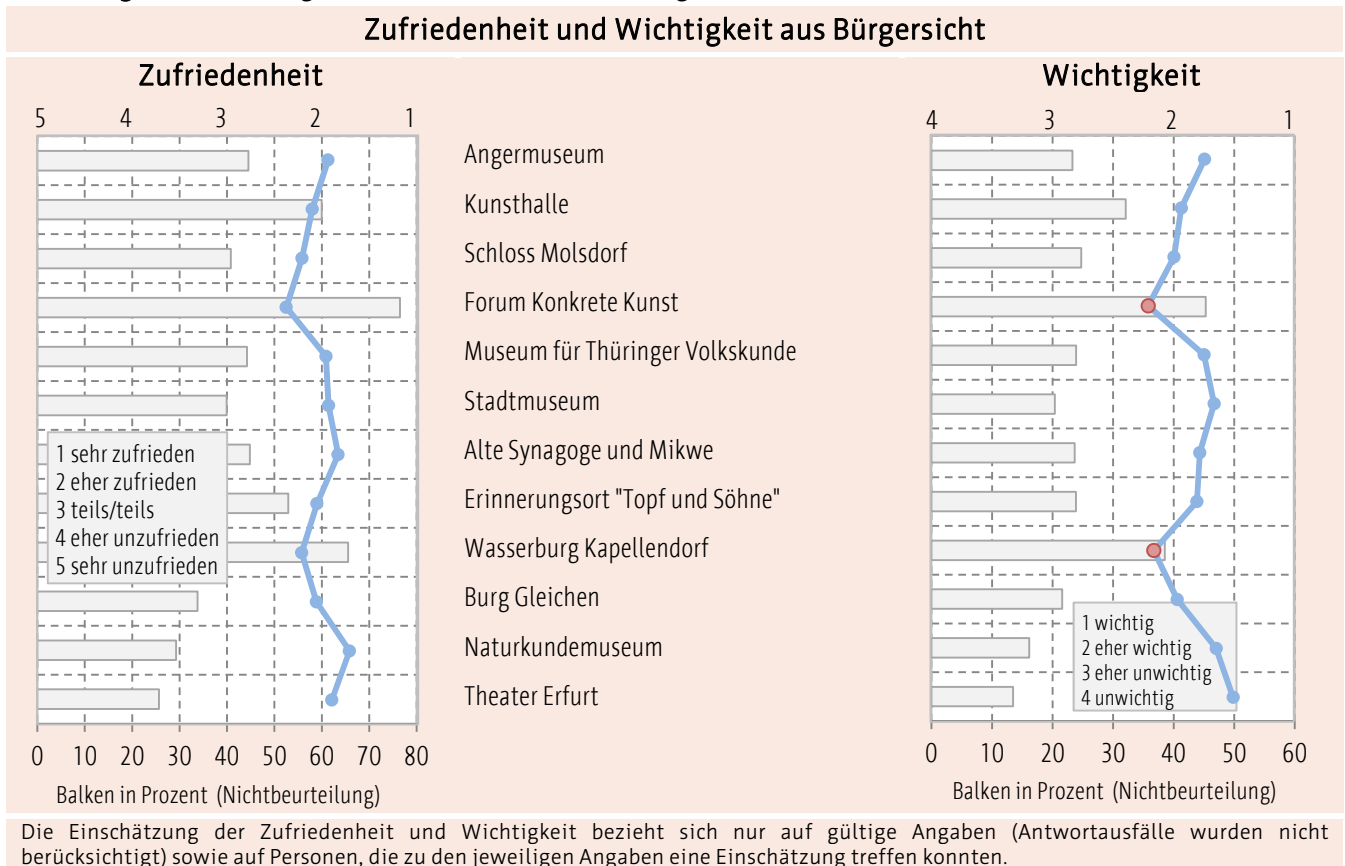 Zufriedenheit und Wichtigkeit aus Bürgersicht
Zufriedenheit
Wichtigkeit
5 4 3 2 1
4 3 2 1
Angermuseum
Kunsthalle
Schloss Molsdorf
Forum Konkrete Kunst
Museum für Thüringer Volkskunde
Stadtmuseum
Alte Synagoge und Mikwe
Erinnerungsort "Topf und Söhne"
Wasserburg Kapellendorf
Burg Gleichen
Naturkundemuseum
Theater Erfurt
1 sehr zufrieden
2 eher zufrieden
3 teils/teils
4 eher unzufrieden
5 sehr unzufrieden
1 wichtig
2 eher wichtig
3 eher unwichtig
4 unwichtig
0 10 20 30 40 50 60 70 80
0 10 20 30 40 50 60
Balken in Prozent (Nichtbeurteilung)
Balken in Prozent (Nichtbeurteilung)
Die Einschätzung der Zufriedenheit und Wichtigkeit bezieht sich nur auf gültige Angaben (Antwortausfälle wurden nicht
berücksichtigt) sowie auf Personen, die zu den jeweiligen Angaben eine Einschätzung treffen konnten.